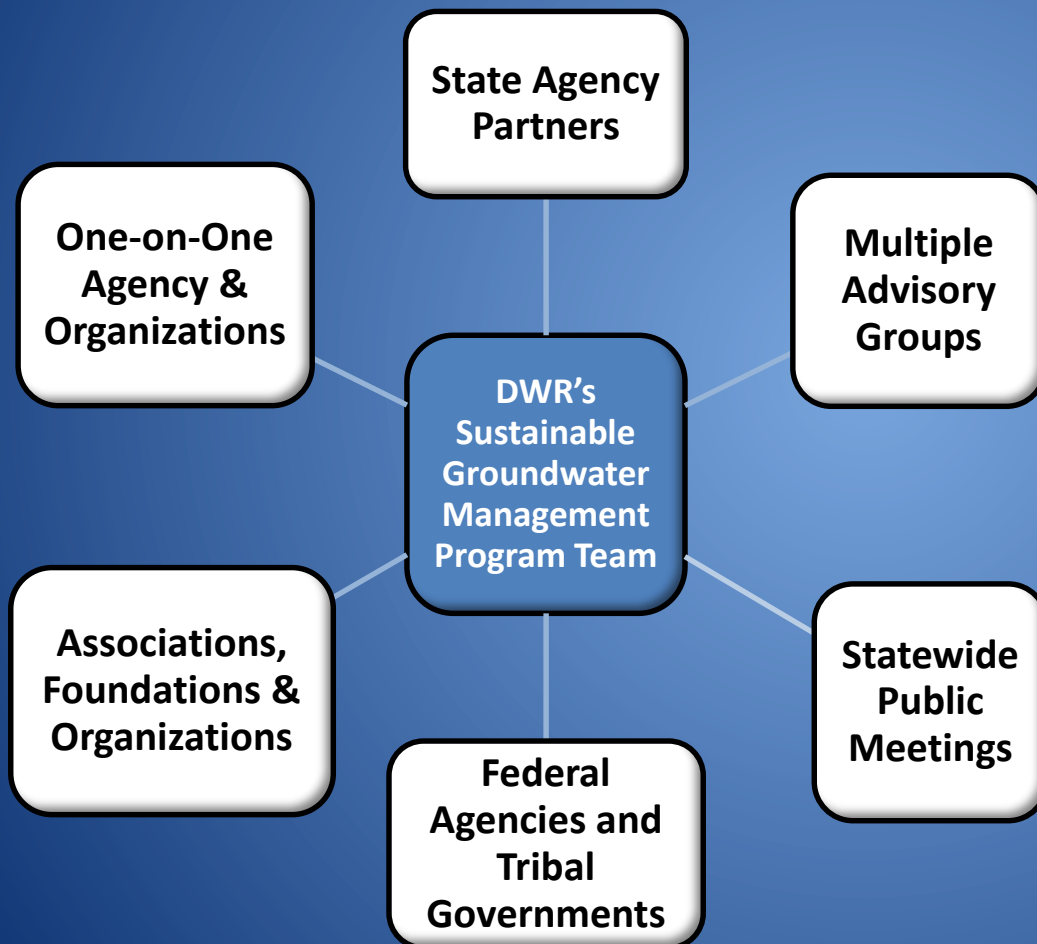 State Agency
Partners
One-on-One
Agency &
Organizations
Multiple
Advisory
Groups
DWR’s
Sustainable
Groundwater
Management
Program Team
Associations,
Foundations &
Organizations
Statewide
Public
Meetings
Federal
Agencies and
Tribal
Governments